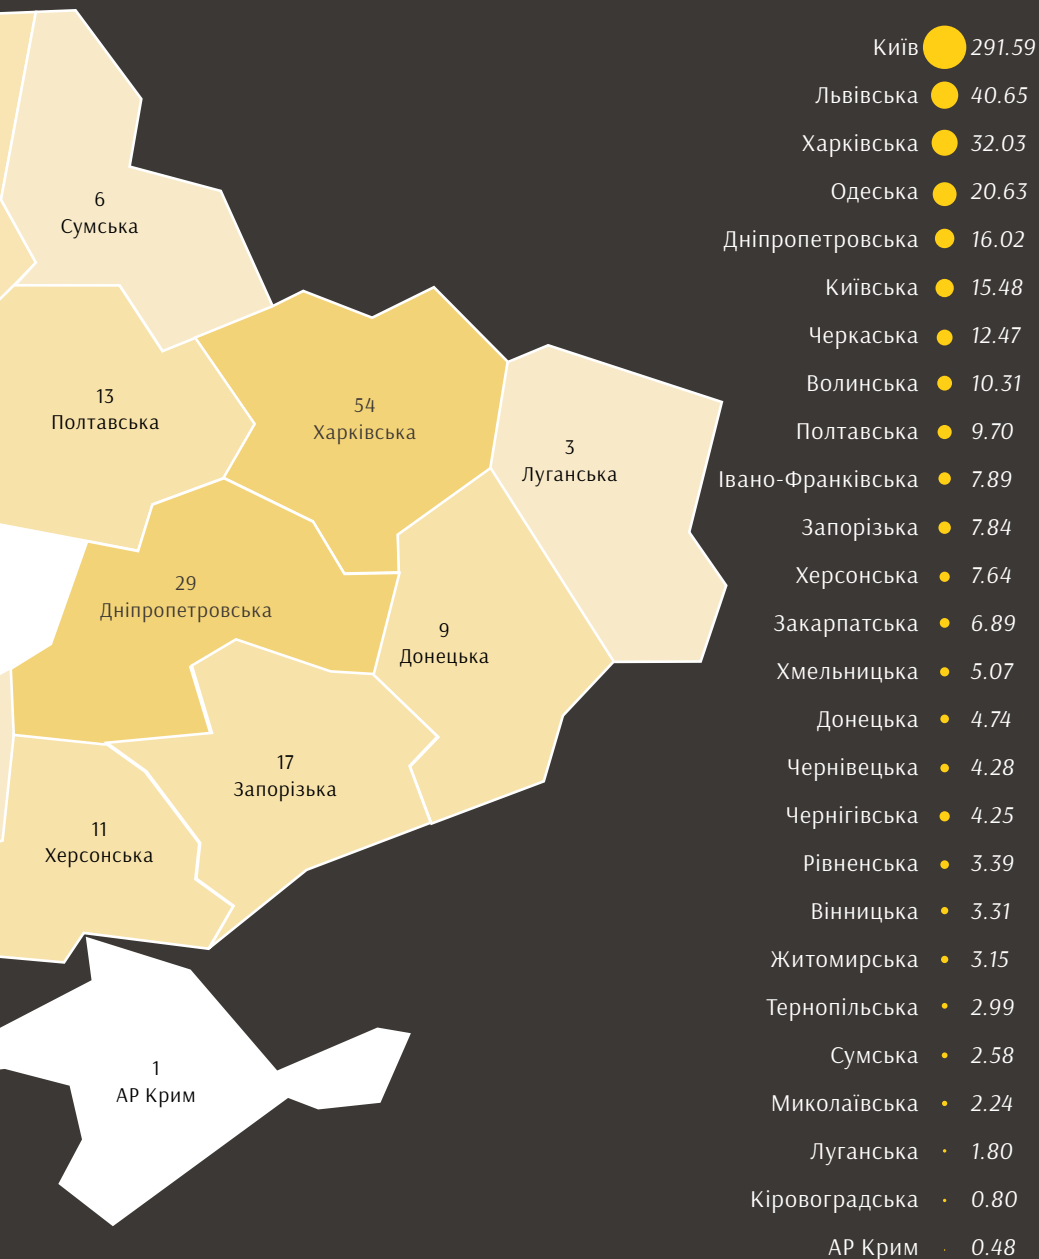 6
Сумська
13
Полтавська
54
Харківська
3
Луганська
29
Дніпропетровська
9
Донецька
17
Запорізька
11
Херсонська
1
АР Крим
Київ 291.59
Львівська 40.65
Харківська 32.03
Одеська 20.63
Дніпропетровська 16.02
Київська 15.48
Черкаська 12.47
Волинська 10.31
Полтавська 9.70
Івано-Франківська 7.89
Запорізька 7.84
Херсонська 7.64
Закарпатська 6.89
Хмельницька 5.07
Донецька 4.74
Чернівецька 4.28
Чернігівська 4.25
Рівненська 3.39
Вінницька 3.31
Житомирська 3.15
Тернопільська 2.99
Сумська 2.58
Миколаївська 2.24
Луганська 1.80
Кіровоградська 0.80
АР Крим 0.48